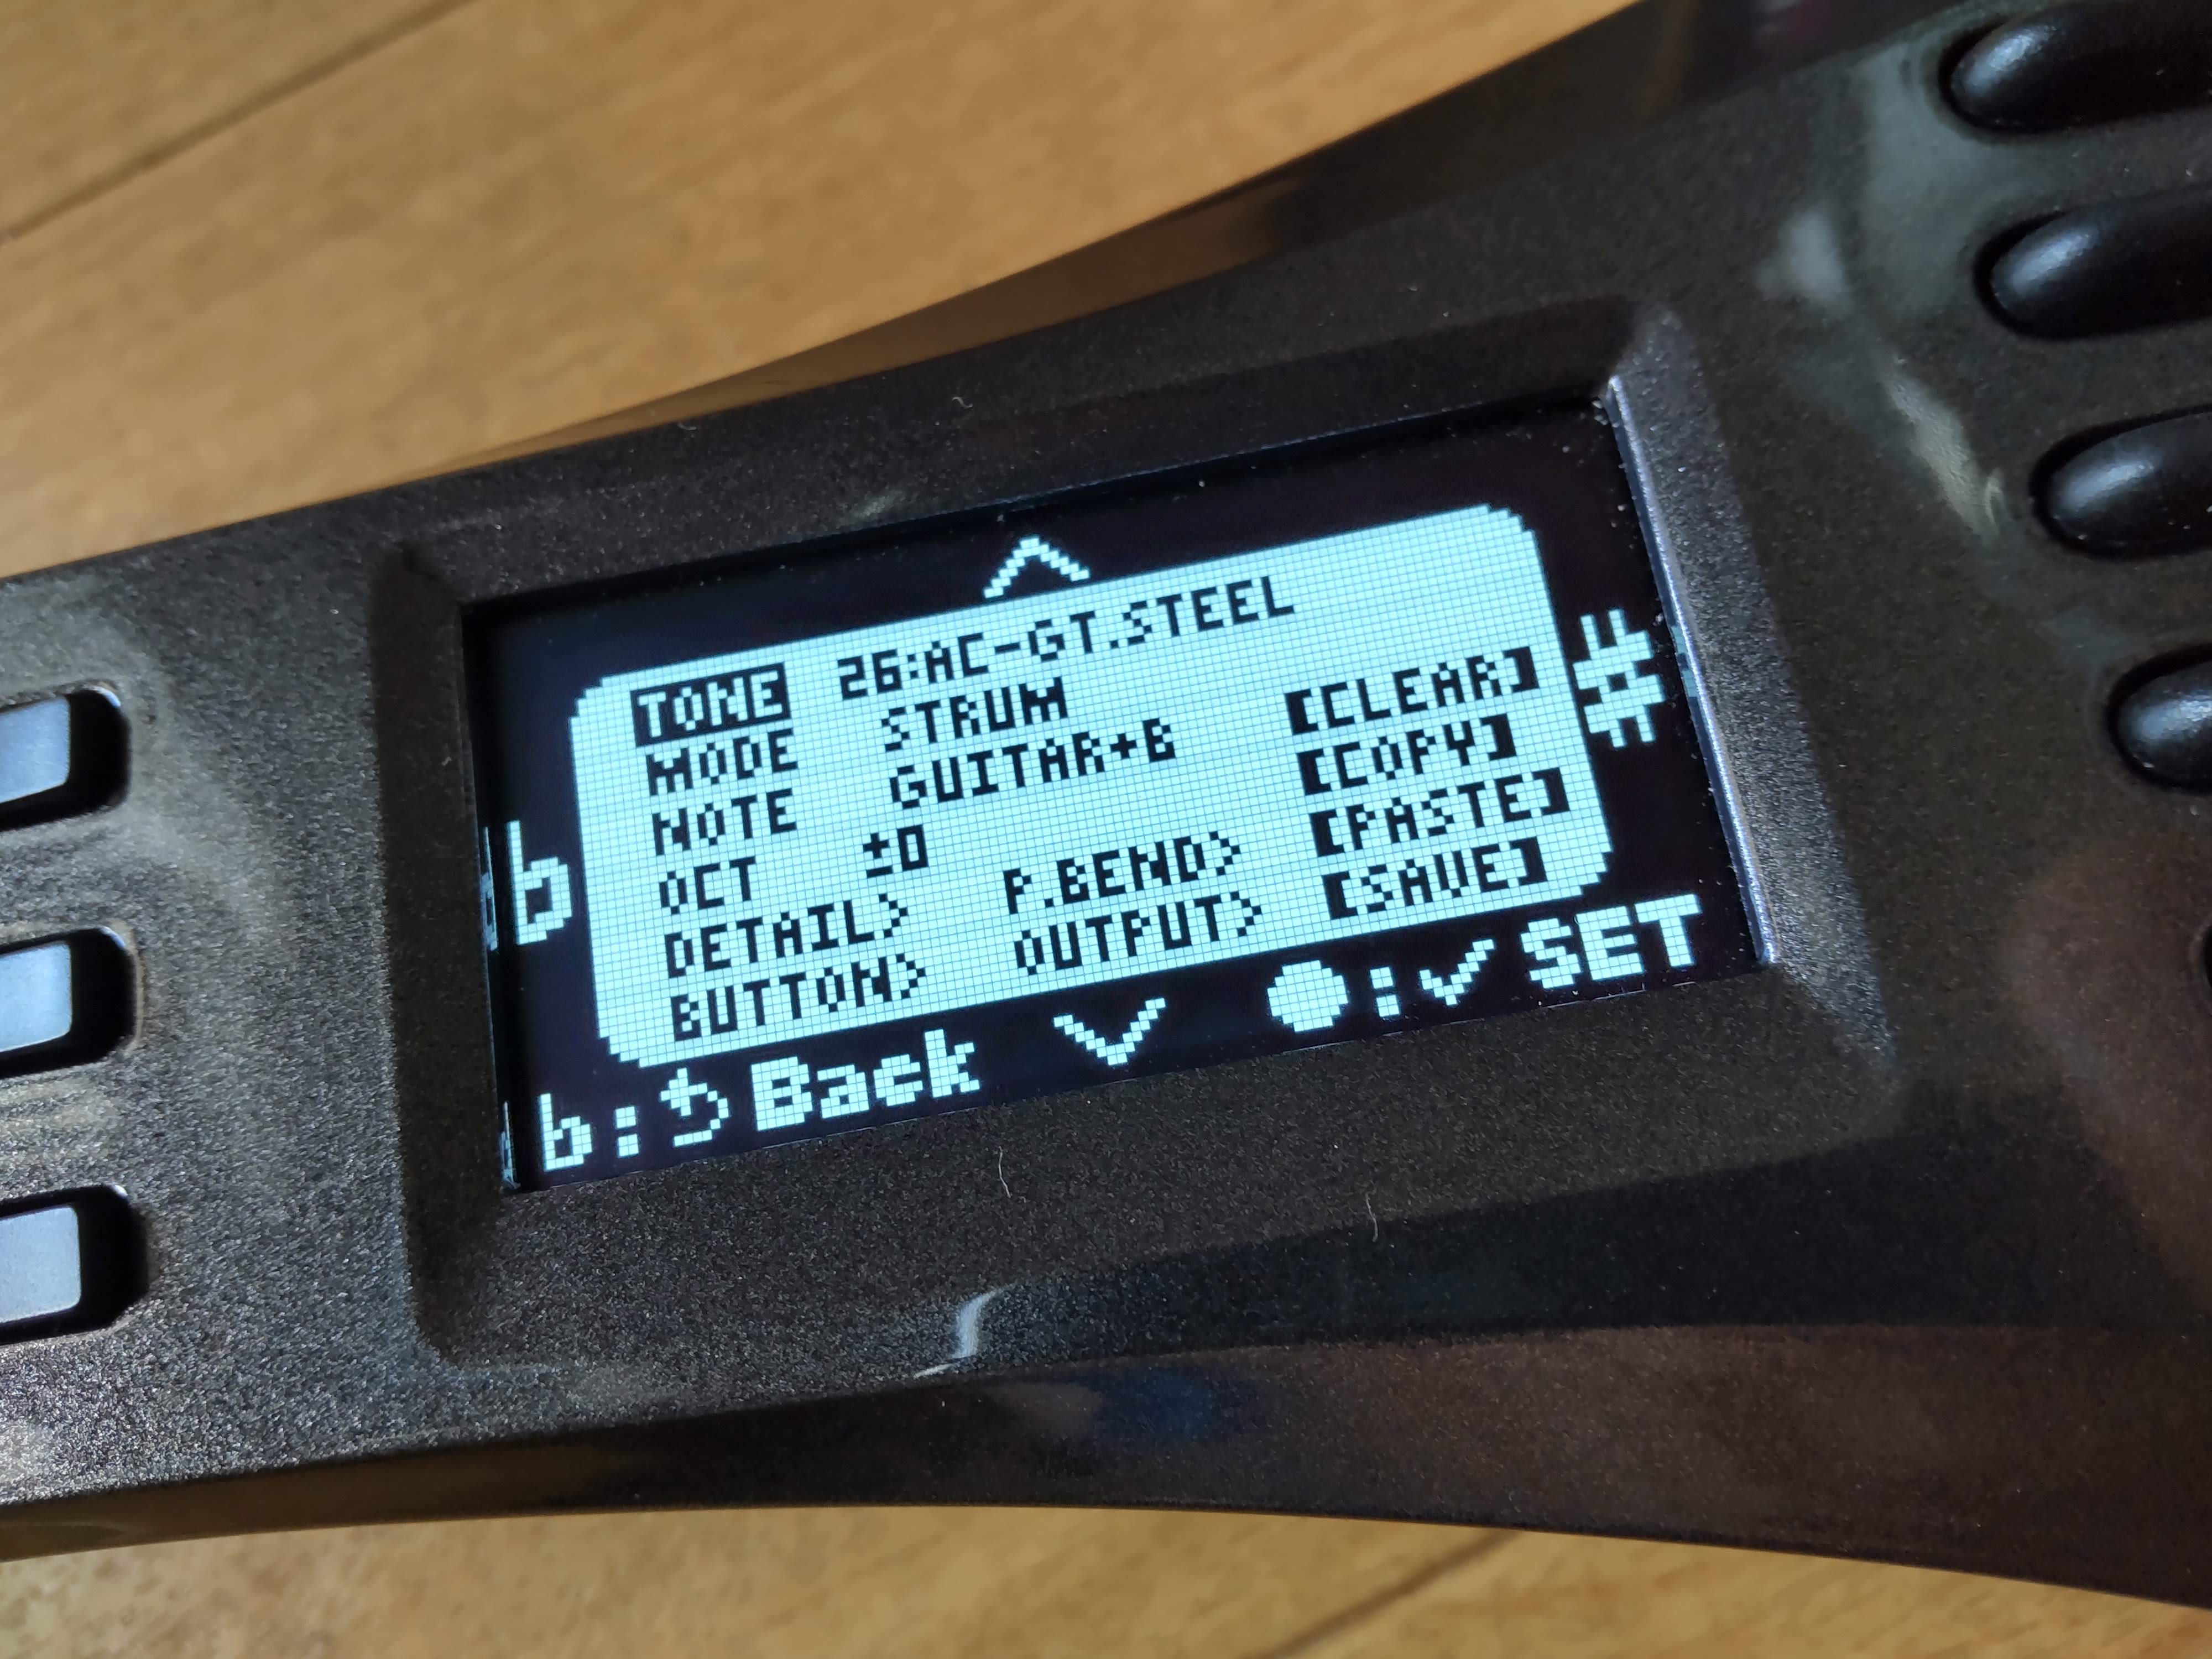 TONE 26:AC-GT.STEEL
MODE STRUM [CLEAR]
NOTE GUITAR+B [COPY]
OCT ±0 [PASTE]
DETAIL> P.BEND> [SAVE]
BUTTON> OUTPUT>
b #
b:⮌Back ●:✓SET